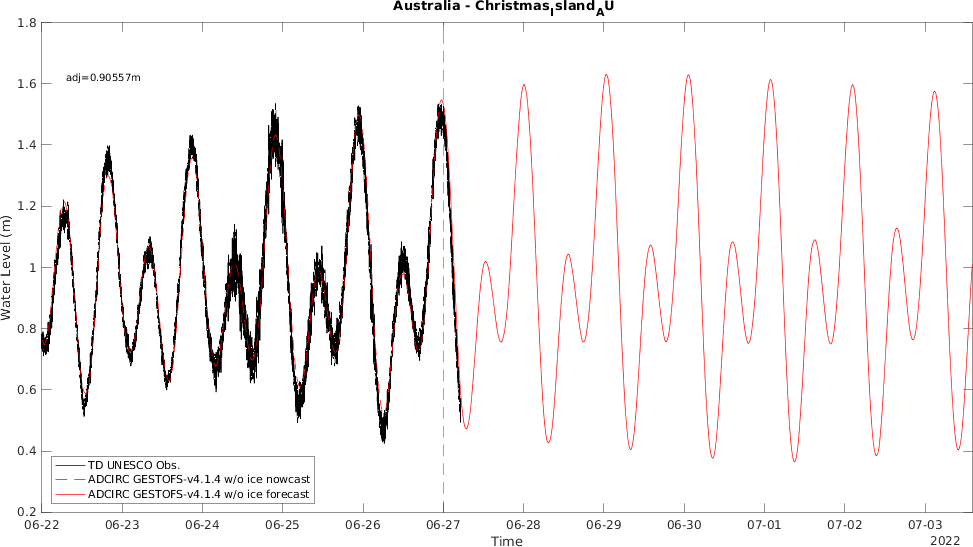 Australia - Christmas_Island_AU
1.8
1.6
1.4
1.2
1
0.8
0.6
0.4
0.2
Water Level (m)
adj=0.90557m
TD UNESCO Obs.
ADCIRC GESTOFS-v4.1.4 w/o ice nowcast
ADCIRC GESTOFS-v4.1.4 w/o ice forecast
06-22 06-23 06-24 06-25 06-26 06-27 06-28 06-29 06-30 07-01 07-02 07-03
Time
2022